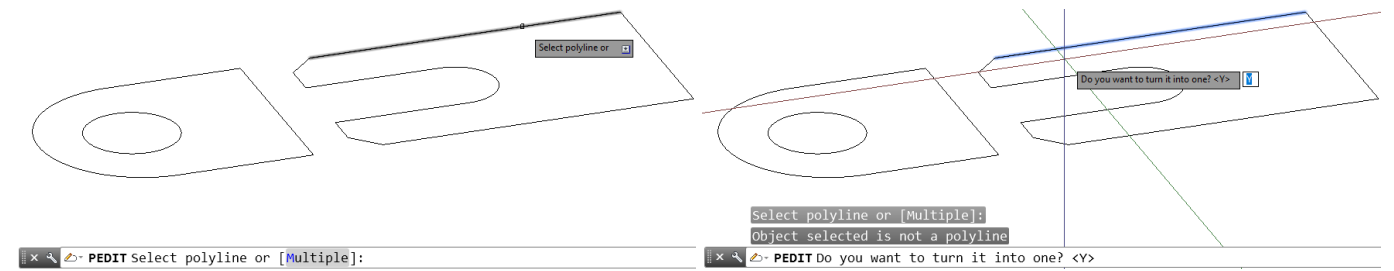 Select polyline or
PEDIT Select polyline or [Multiple]:
Do you want to turn it into one? <Y>
Y
Select polyline or [Multiple]:
Object selected is not a polyline
PEDIT Do you want to turn it into one? <Y>